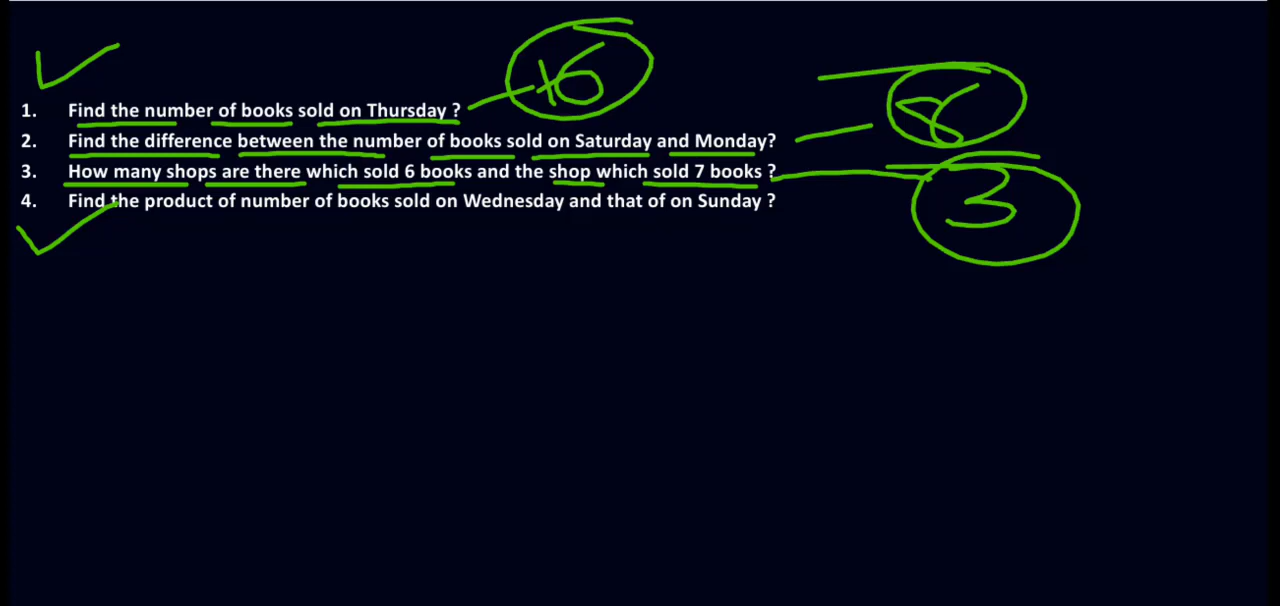 16
8
1. Find the number of books sold on Thursday ?
2. Find the difference between the number of books sold on Saturday and Monday?
3. How many shops are there which sold 6 books and the shop which sold 7 books ?
3
4. Find the product of number of books sold on Wednesday and that of on Sunday ?